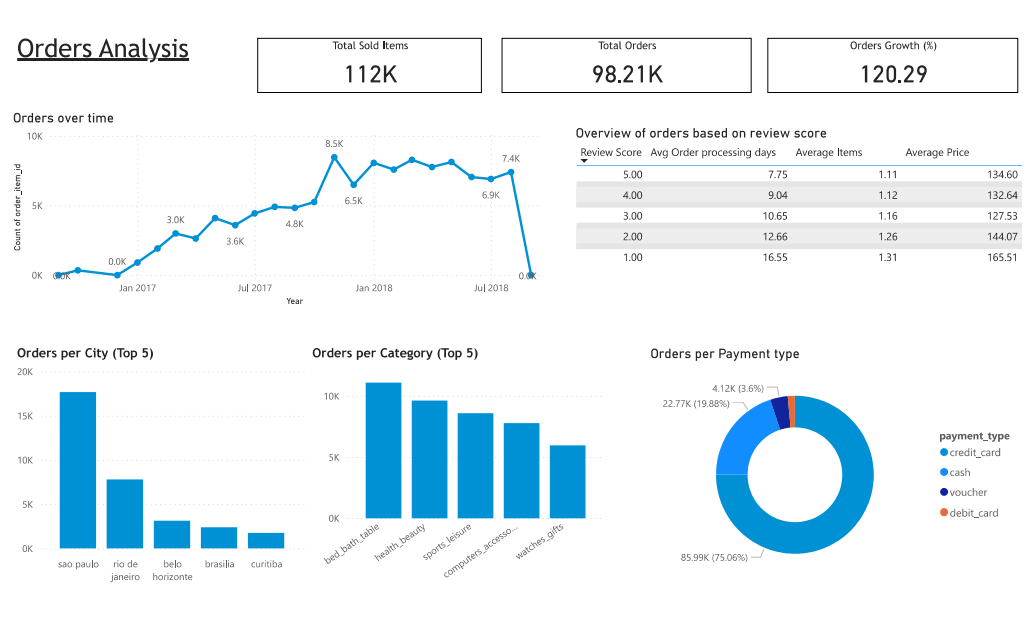 Orders Analysis
Total Sold Items
112K
Total Orders
98.21K
Orders Growth (%)
120.29
Orders over time
10K
5K
0K
Count of order_item_id
0.0K
0.0K
3.0K
3.6K
4.8K
8.5K
6.5K
6.9K
7.4K
0.0K
Jan 2017
Jul 2017
Jan 2018
Jul 2018
Year
Overview of orders based on review score
Review Score Avg Order processing days Average Items Average Price
5.00 7.75 1.11 134.60
4.00 9.04 1.12 132.64
3.00 10.65 1.16 127.53
2.00 12.66 1.26 144.07
1.00 16.55 1.31 165.51
Orders per City (Top 5)
20K
15K
10K
5K
0K
sao paulo
rio de
janeiro
belo
horizonte
brasilia
curitiba
Orders per Category (Top 5)
10K
5K
0K
bed_bath_table
health_beauty
sports_leisure
computers_accesso...
watches_gifts
Orders per Payment type
4.12K (3.6%)
22.77K (19.88%)
85.99K (75.06%)
payment_type
credit_card
cash
voucher
debit_card